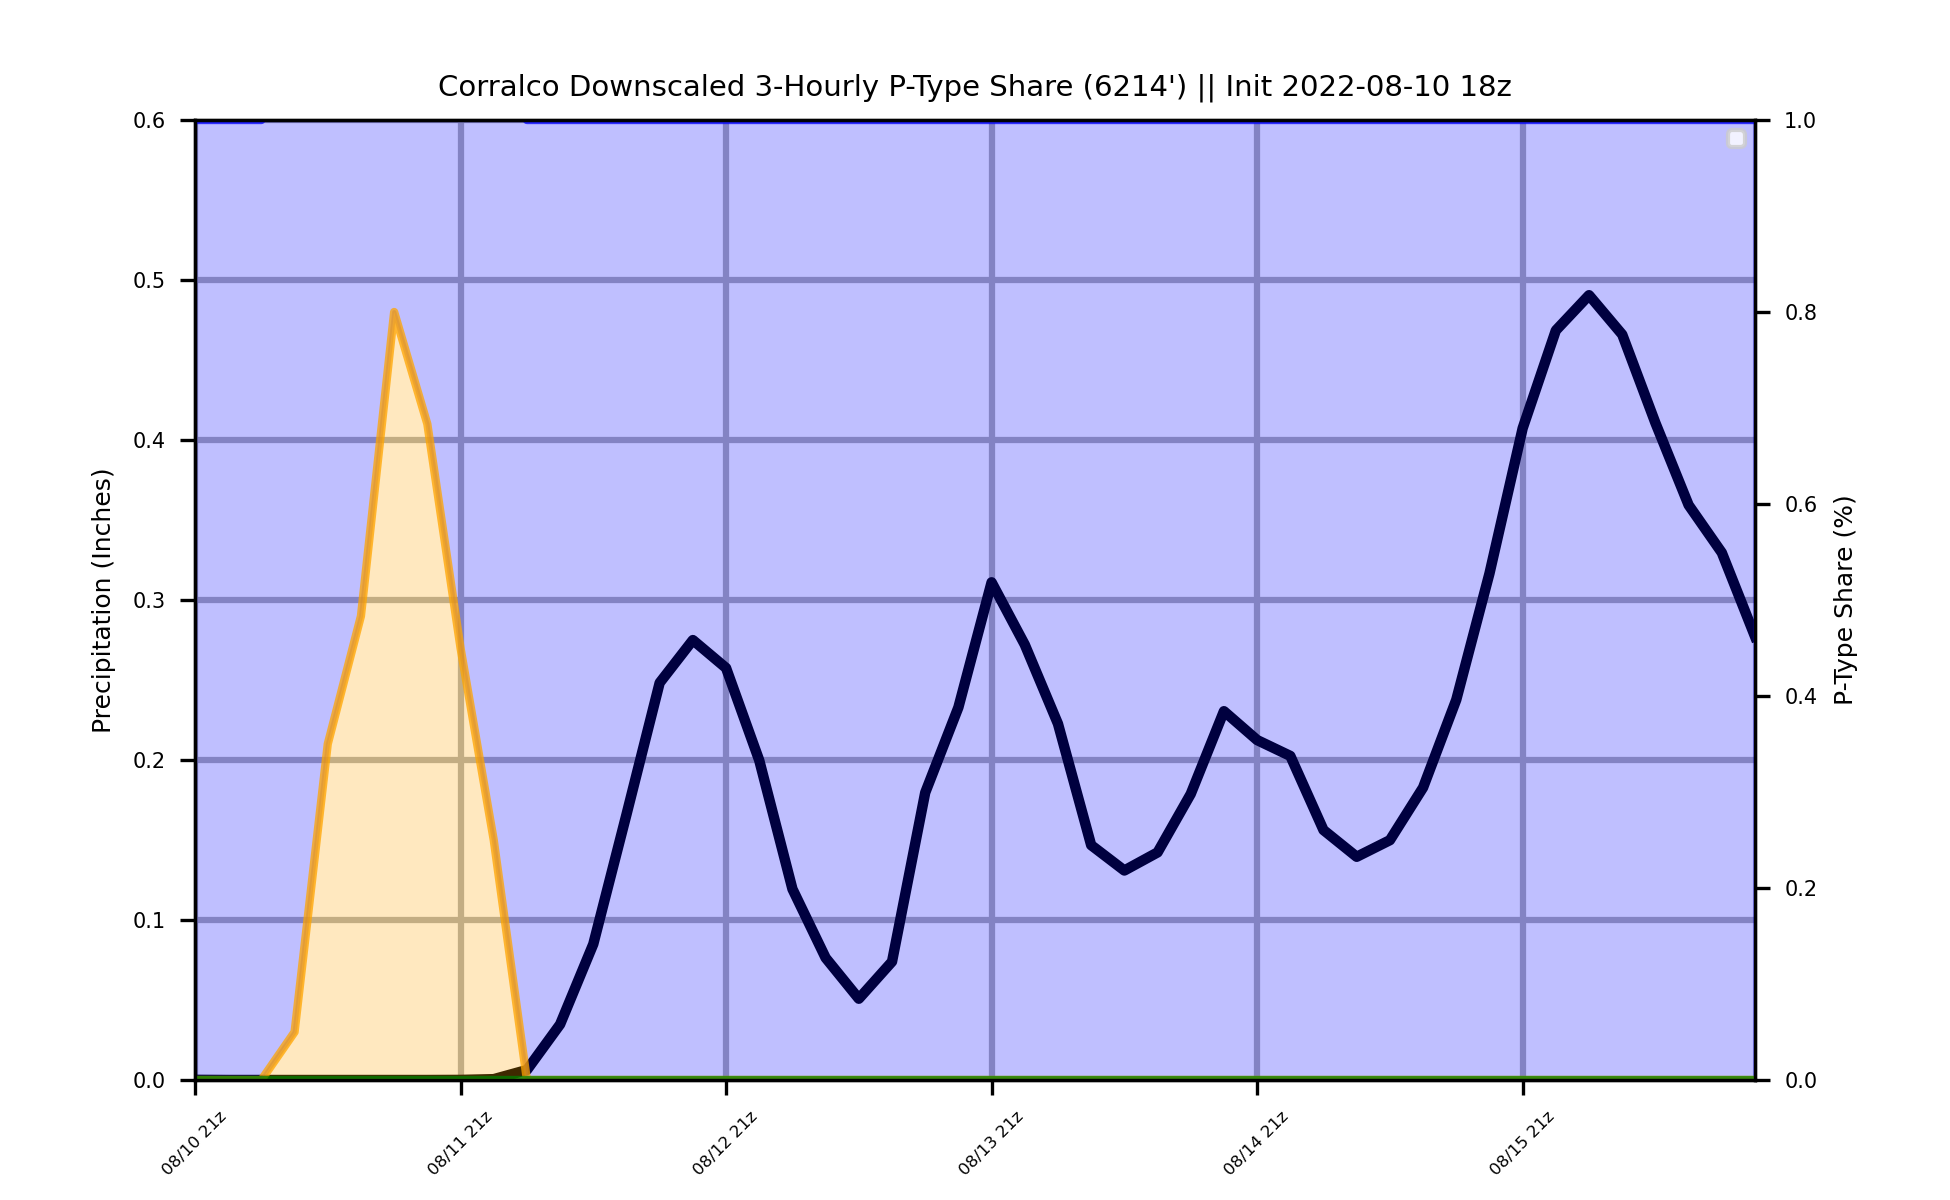 Corralco Downscaled 3-Hourly P-Type Share (6214') || Init 2022-08-10 18z
Precipitation (Inches)
0.6
0.5
0.4
0.3
0.2
0.1
0.0
1.0
0.8
0.6
0.4
0.2
0.0
P-Type Share (%)
08/10 21z
08/11 21z
08/12 21z
08/13 21z
08/14 21z
08/15 21z